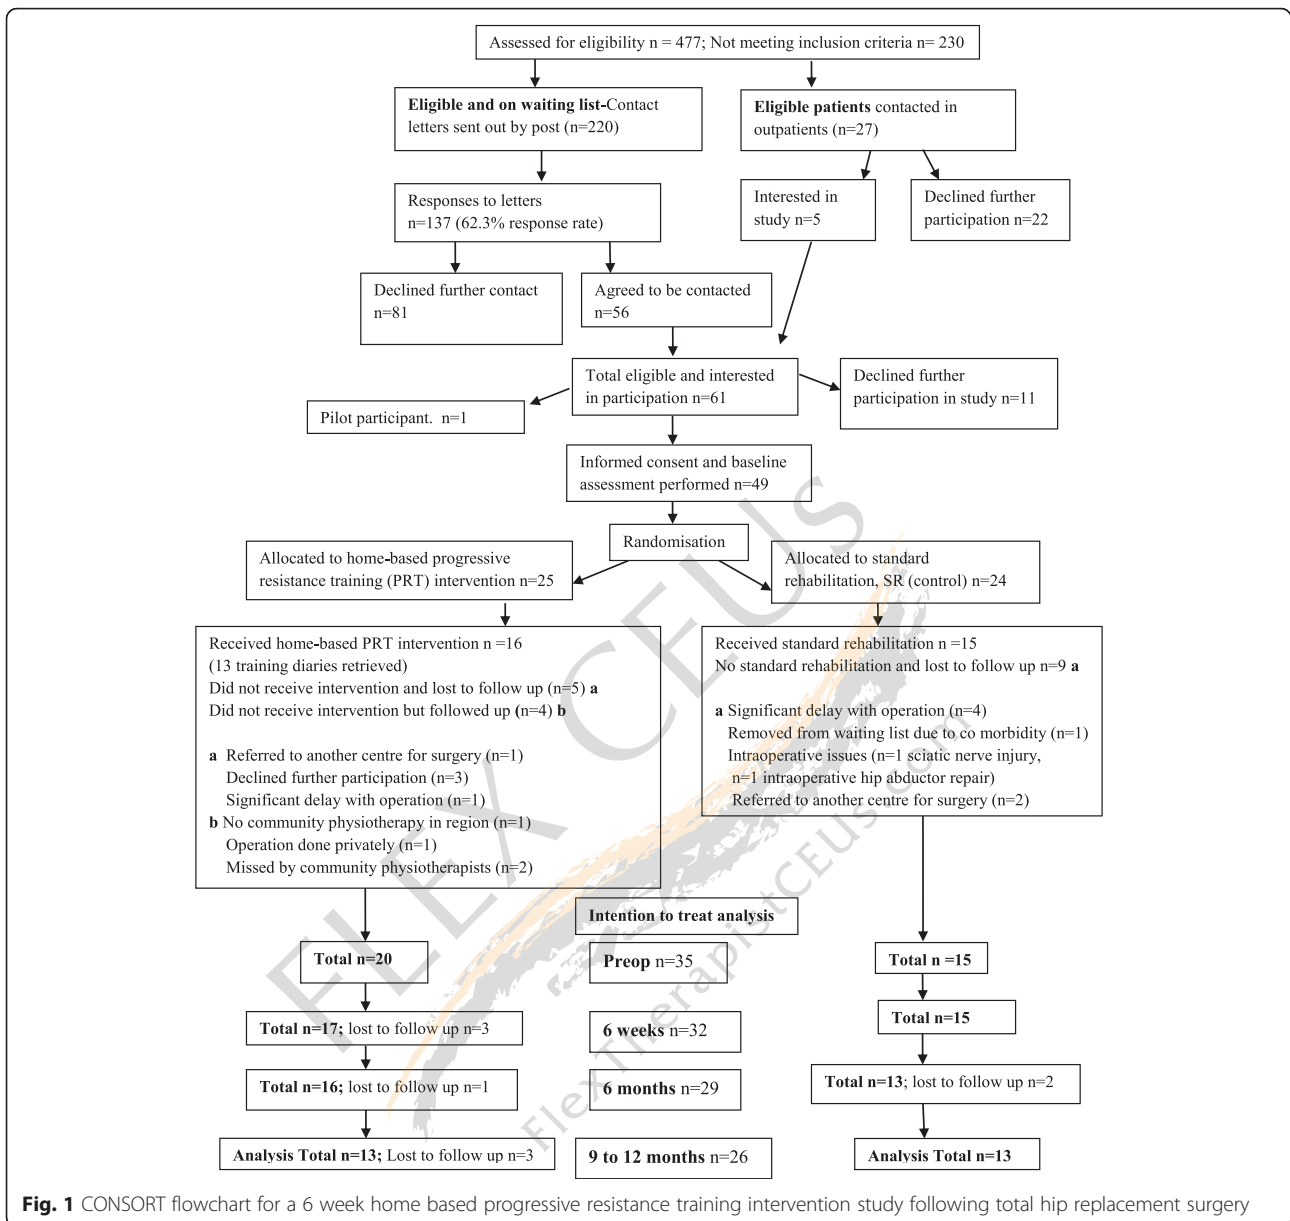 Assessed for eligibility n = 477; Not meeting inclusion criteria n= 230
Eligible and on waiting list-Contact
letters sent out by post (n=220)
Eligible patients contacted in
outpatients (n=27)
Responses to letters
n=137 (62.3% response rate)
Interested in
study n=5
Declined further
participation n=22
Declined further contact
n=81
Agreed to be contacted
n=56
Total eligible and interested
in participation n=61
Declined further
participation in study n=11
Pilot participant. n=1
Informed consent and baseline
assessment performed n=49
Randomisation
Allocated to home-based progressive
resistance training (PRT) intervention n=25
Allocated to standard
rehabilitation, SR (control) n=24
Received home-based PRT intervention n =16
(13 training diaries retrieved)
Did not receive intervention and lost to follow up (n=5) a
Did not receive intervention but followed up (n=4) b
a Referred to another centre for surgery (n=1)
Declined further participation (n=3)
Significant delay with operation (n=1)
b No community physiotherapy in region (n=1)
Operation done privately (n=1)
Missed by community physiotherapists (n=2)
Received standard rehabilitation n =15
No standard rehabilitation and lost to follow up n=9 a
a Significant delay with operation (n=4)
Removed from waiting list due to co morbidity (n=1)
Intraoperative issues (n=1 sciatic nerve injury,
n=1 intraoperative hip abductor repair)
Referred to another centre for surgery (n=2)
Intention to treat analysis
Total n=20
Preop n=35
Total n =15
Total n=17; lost to follow up n=3
6 weeks n=32
Total n=15
Total n=16; lost to follow up n=1
6 months n=29
Total n=13; lost to follow up n=2
Analysis Total n=13; Lost to follow up n=3
9 to 12 months n=26
Analysis Total n=13
FLEX CEUs
FlexTherapistCEUs.com
Fig. 1 CONSORT flowchart for a 6 week home based progressive resistance training intervention study following total hip replacement surgery